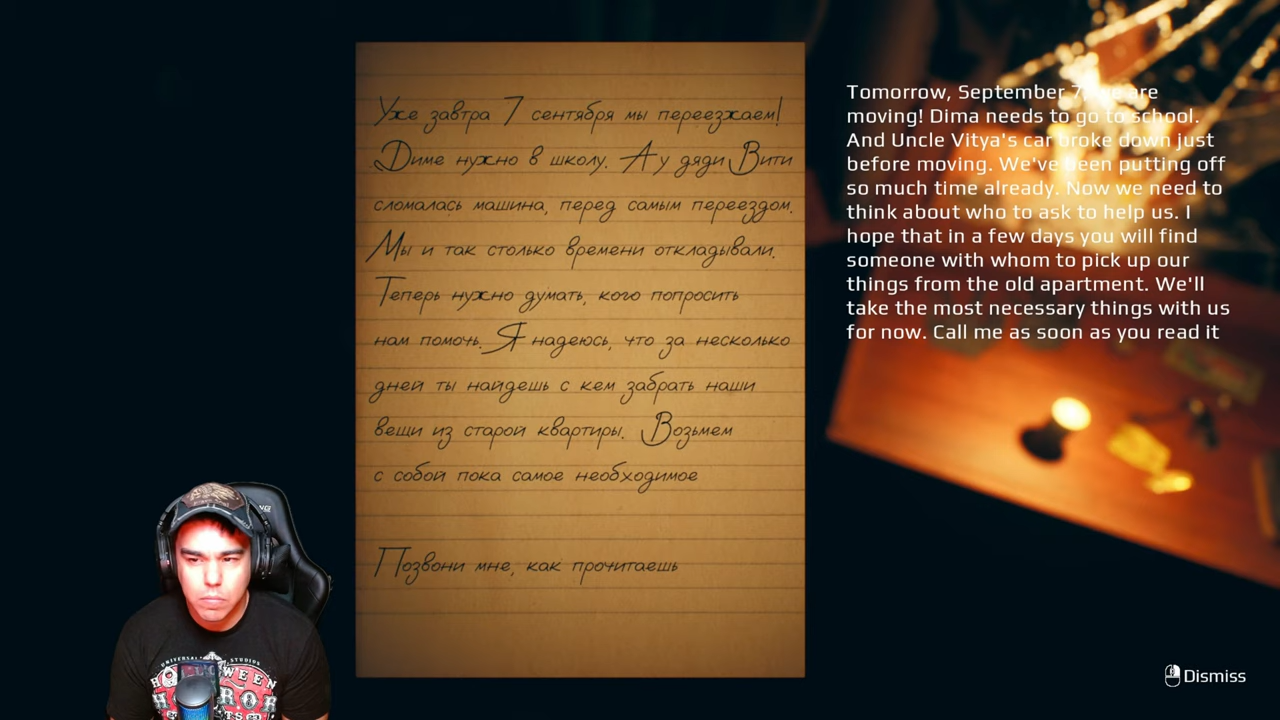 Уже завтра 7 сентября мы переезжаем!
Диме нужно в школу. А у дяди Вити
сломалась машина, перед самым переездом.
Мы и так столько времени откладывали.
Теперь нужно думать, кого попросить
нам помочь. Я надеюсь, что за несколько
дней ты найдешь с кем забрать наши
вещи из старой квартиры. Возьмем
с собой пока самое необходимое
Позвони мне, как прочитаешь
Tomorrow, September 7, we are
moving! Dima needs to go to school.
And Uncle Vitya's car broke down just
before moving. We've been putting off
so much time already. Now we need to
think about who to ask to help us. I
hope that in a few days you will find
someone with whom to pick up our
things from the old apartment. We'll
take the most necessary things with us
for now. Call me as soon as you read it
Dismiss
UNIVERSAL STUDIOS